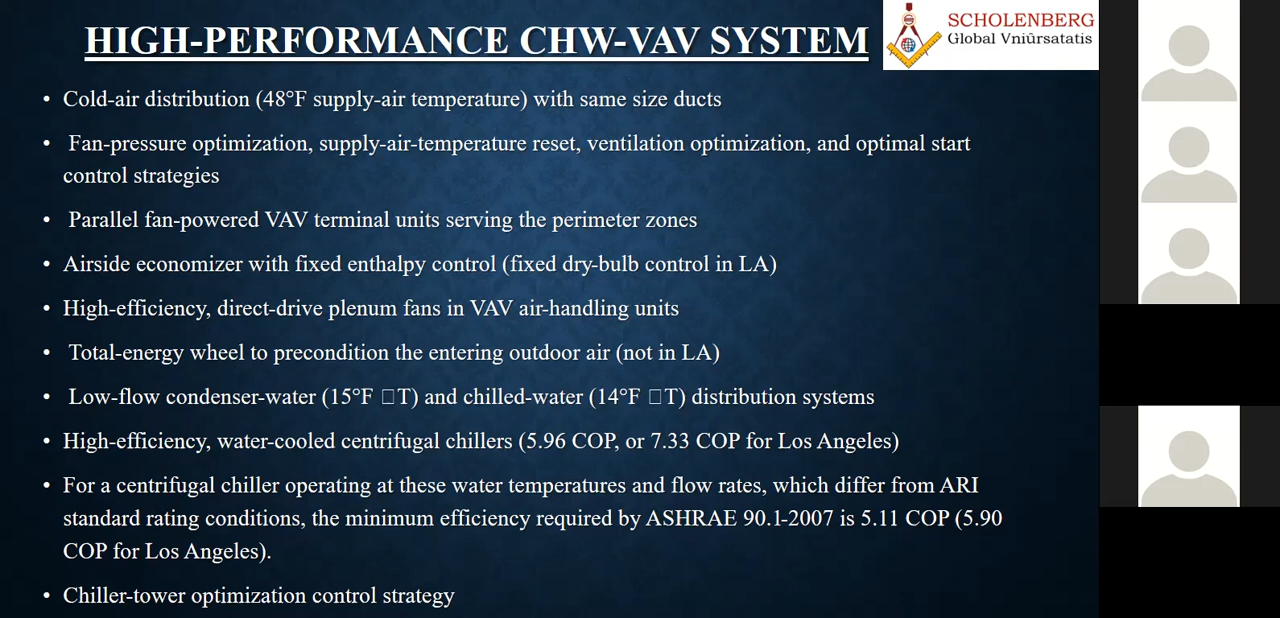 HIGH-PERFORMANCE CHW-VAV SYSTEM
SCHOLENBERG
Global Vniûrsatatis
• Cold-air distribution (48°F supply-air temperature) with same size ducts
• Fan-pressure optimization, supply-air-temperature reset, ventilation optimization, and optimal start
control strategies
• Parallel fan-powered VAV terminal units serving the perimeter zones
• Airside economizer with fixed enthalpy control (fixed dry-bulb control in LA)
• High-efficiency, direct-drive plenum fans in VAV air-handling units
• Total-energy wheel to precondition the entering outdoor air (not in LA)
• Low-flow condenser-water (15°F □T) and chilled-water (14°F □T) distribution systems
• High-efficiency, water-cooled centrifugal chillers (5.96 COP, or 7.33 COP for Los Angeles)
• For a centrifugal chiller operating at these water temperatures and flow rates, which differ from ARI
standard rating conditions, the minimum efficiency required by ASHRAE 90.1-2007 is 5.11 COP (5.90
COP for Los Angeles).
• Chiller-tower optimization control strategy